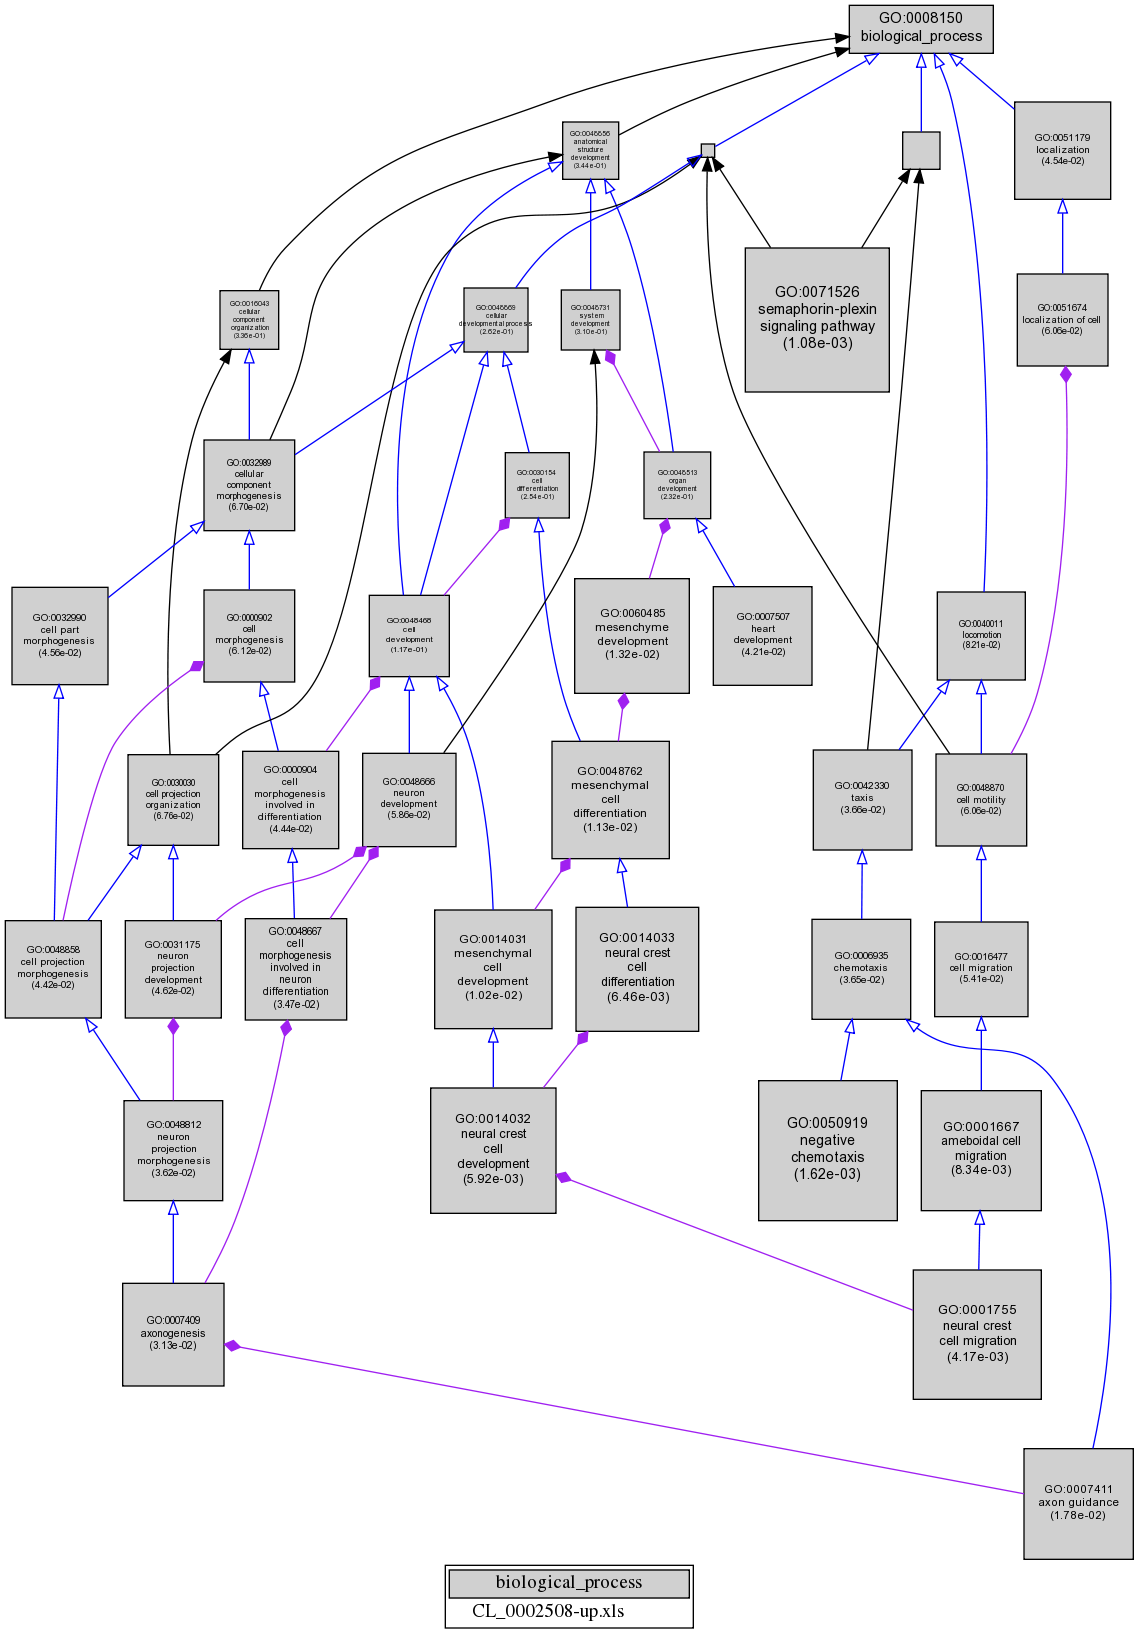 GO:0008150
biological_process
GO:0048856
anatomical
structure
development
(3.44e-01)
GO:0051179
localization
(4.54e-02)
GO:0071526
semaphorin-plexin
signaling pathway
(1.08e-03)
GO:0051674
localization of cell
(6.06e-02)
GO:0016043
cellular
component
organization
(3.36e-01)
GO:0048869
cellular
developmental process
(2.62e-01)
GO:0048731
system
development
(3.10e-01)
GO:0032989
cellular
component
morphogenesis
(6.70e-02)
GO:0030154
cell
differentiation
(2.54e-01)
GO:0048513
organ
development
(2.32e-01)
GO:0032990
cell part
morphogenesis
(4.56e-02)
GO:0000902
cell
morphogenesis
(6.12e-02)
GO:0048468
cell
development
(1.17e-01)
GO:0060485
mesenchyme
development
(1.32e-02)
GO:0007507
heart
development
(4.21e-02)
GO:0040011
locomotion
(8.21e-02)
GO:0030030
cell projection
organization
(6.76e-02)
GO:0000904
cell
morphogenesis
involved in
differentiation
(4.44e-02)
GO:0048666
neuron
development
(5.86e-02)
GO:0048762
mesenchymal
cell
differentiation
(1.13e-02)
GO:0042330
taxis
(3.66e-02)
GO:0048870
cell motility
(6.06e-02)
GO:0048858
cell projection
morphogenesis
(4.42e-02)
GO:0031175
neuron
projection
development
(4.62e-02)
GO:0048667
cell
morphogenesis
involved in
neuron
differentiation
(3.47e-02)
GO:0014031
mesenchymal
cell
development
(1.02e-02)
GO:0014033
neural crest
cell
differentiation
(6.46e-03)
GO:0006935
chemotaxis
(3.65e-02)
GO:0016477
cell migration
(5.41e-02)
GO:0048812
neuron
projection
morphogenesis
(3.62e-02)
GO:0014032
neural crest
cell
development
(5.92e-03)
GO:0050919
negative
chemotaxis
(1.62e-03)
GO:0001667
ameboidal cell
migration
(8.34e-03)
GO:0007409
axonogenesis
(3.13e-02)
GO:0001755
neural crest
cell migration
(4.17e-03)
GO:0007411
axon guidance
(1.78e-02)
biological_process
CL_0002508-up.xls